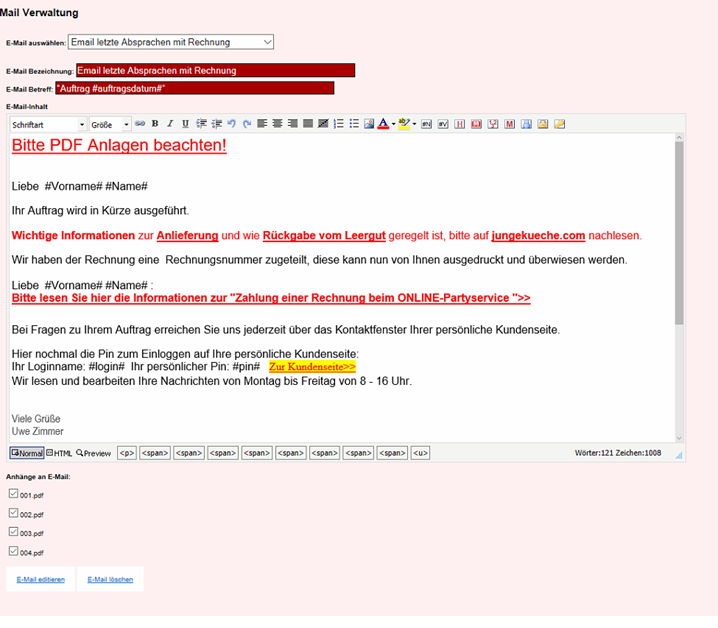 Mail Verwaltung
E-Mail auswählen: Email letzte Absprachen mit Rechnung
E-Mail Bezeichnung: Email letzte Absprachen mit Rechnung
E-Mail Betreff: "Auftrag #auftragsdatum#"
E-Mail-Inhalt
Schriftart Größe B I U
Bitte PDF Anlagen beachten!
Liebe #Vorname# #Name#
Ihr Auftrag wird in Kürze ausgeführt.
Wichtige Informationen zur Anlieferung und wie Rückgabe vom Leergut geregelt ist, bitte auf jungekueche.com nachlesen.
Wir haben der Rechnung eine Rechnungsnummer zugeteilt, diese kann nun von Ihnen ausgedruckt und überwiesen werden.
Liebe #Vorname# #Name# :
Bitte lesen Sie hier die Informationen zur "Zahlung einer Rechnung beim ONLINE-Partyservice ">>
Bei Fragen zu Ihrem Auftrag erreichen Sie uns jederzeit über das Kontaktfenster Ihrer persönliche Kundenseite.
Hier nochmal die Pin zum Einloggen auf Ihre persönliche Kundenseite:
Ihr Loginname: #login# Ihr persönlicher Pin: #pin# Zur Kundenseite>>
Wir lesen und bearbeiten Ihre Nachrichten von Montag bis Freitag von 8 - 16 Uhr.
Viele Grüße
Uwe Zimmer
Normal HTML Preview <p> <span> <span> <span> <span> <span> <span> <span> <span> <u> Wörter:121 Zeichen:1008
Anhänge an E-Mail:
001.pdf
002.pdf
003.pdf
004.pdf
E-Mail editieren E-Mail löschen